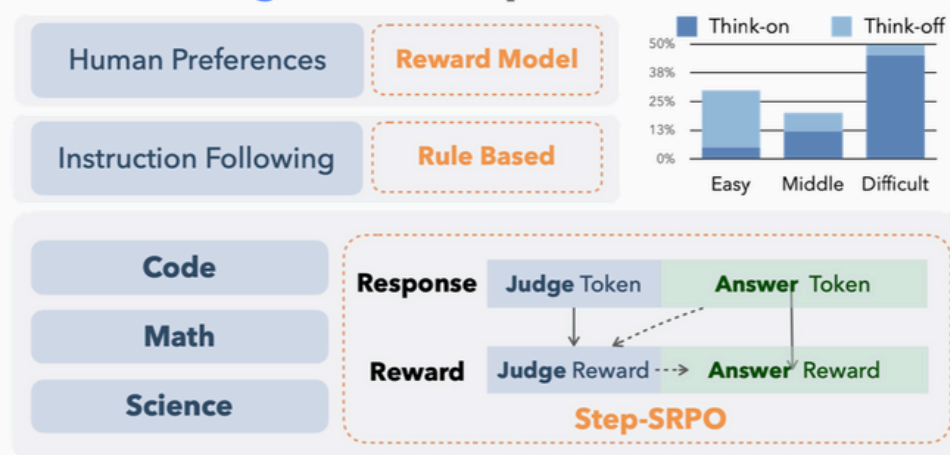 Human Preferences
Reward Model
Instruction Following
Rule Based
Think-on
Think-off
50%
38%
25%
13%
0%
Easy
Middle
Difficult
Code
Math
Science
Response
Judge Token
Answer Token
Reward
Judge Reward
Answer Reward
Step-SRPO